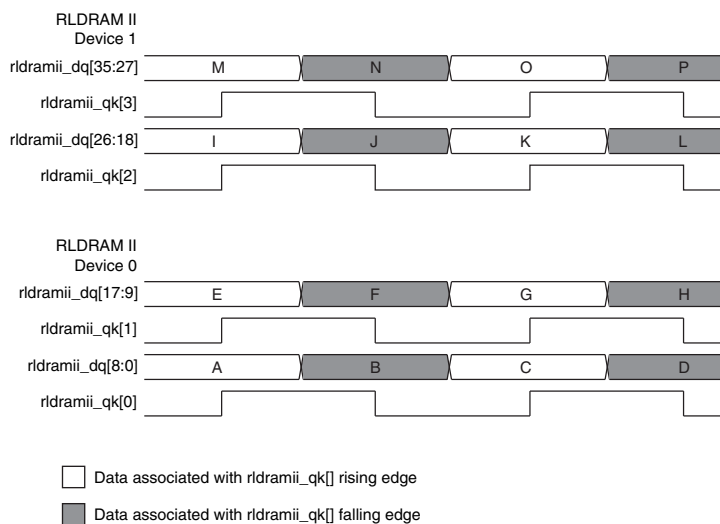 RLDRAM II
Device 1
rldramii_dq[35:27] M N O P
rldramii_qk[3]
rldramii_dq[26:18] I J K L
rldramii_qk[2]
RLDRAM II
Device 0
rldramii_dq[17:9] E F G H
rldramii_qk[1]
rldramii_dq[8:0] A B C D
rldramii_qk[0]
Data associated with rldramii_qk[] rising edge
Data associated with rldramii_qk[] falling edge